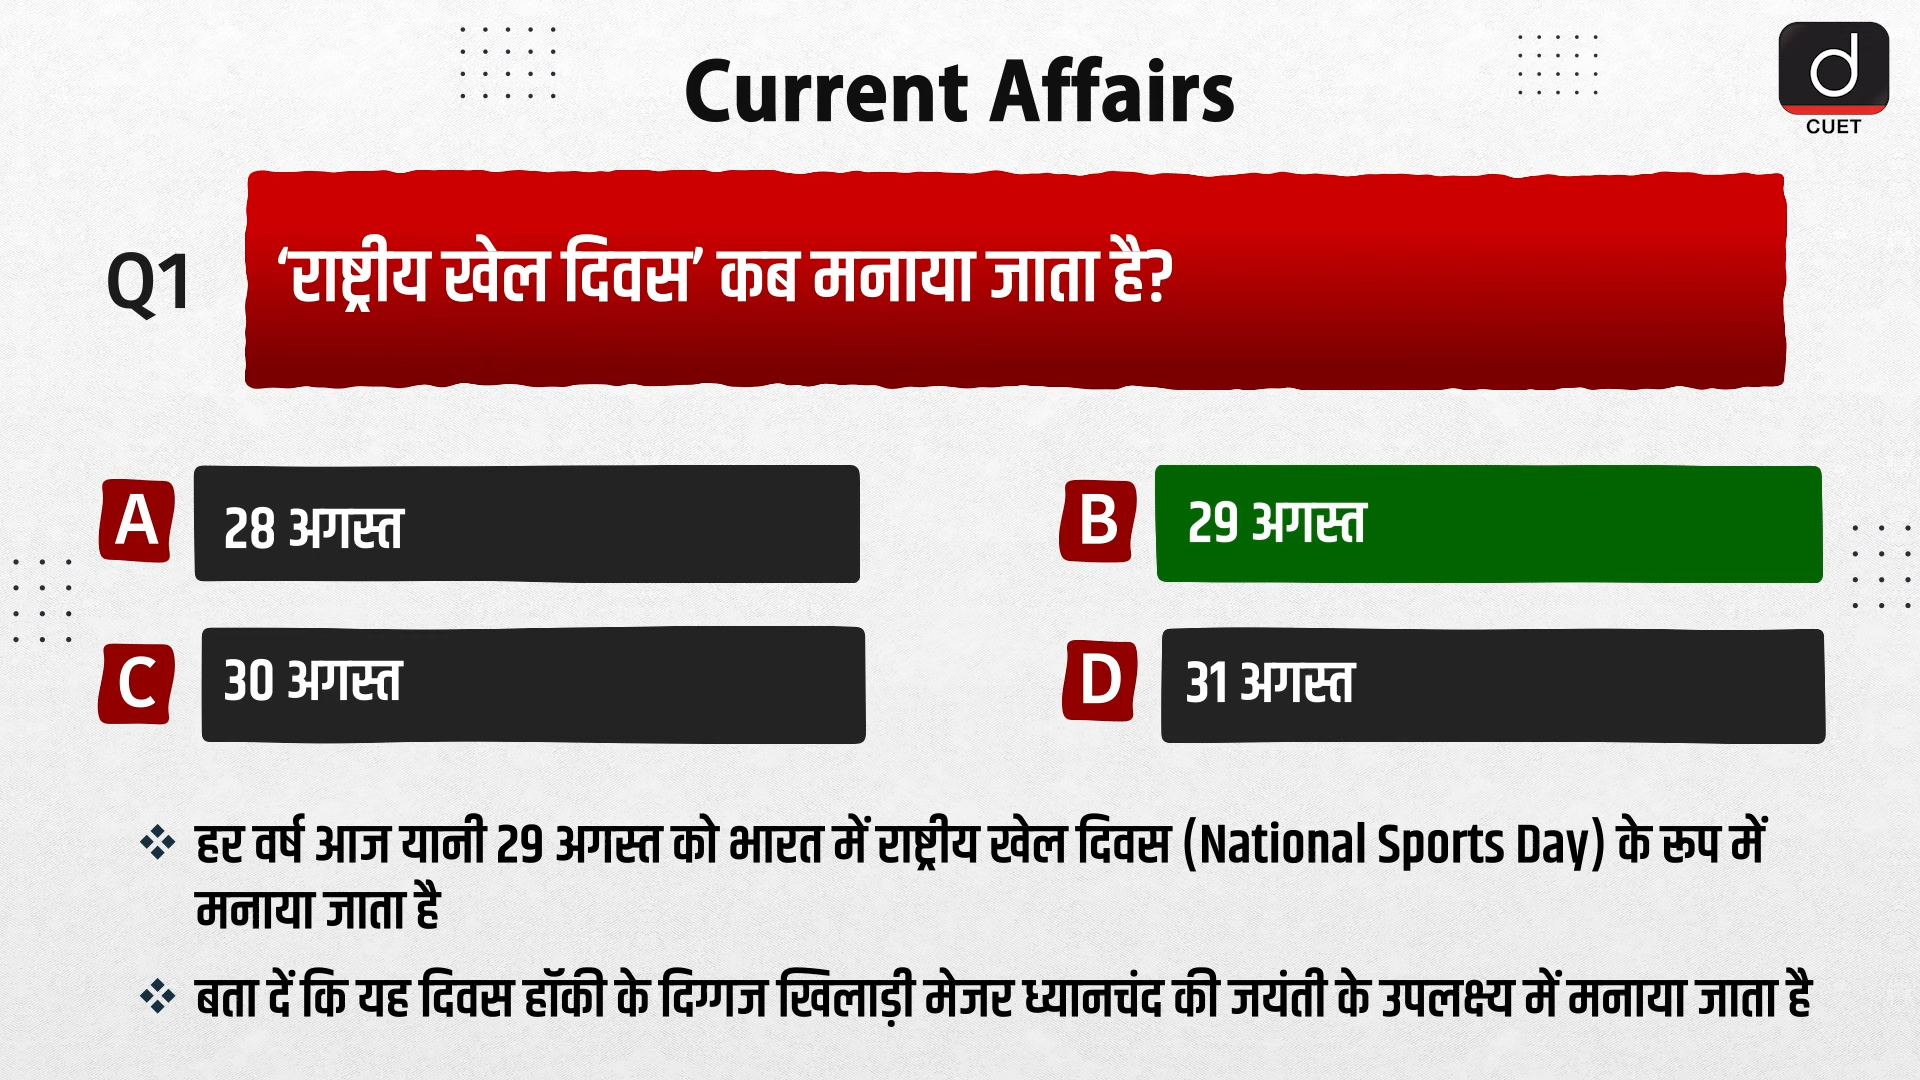 Current Affairs
d
CUET
Q1
‘राष्ट्रीय खेल दिवस’ कब मनाया जाता है?
A
28 अगस्त
B
29 अगस्त
C
30 अगस्त
D
31 अगस्त
हर वर्ष आज यानी 29 अगस्त को भारत में राष्ट्रीय खेल दिवस (National Sports Day) के रूप में
मनाया जाता है
बता दें कि यह दिवस हॉकी के दिग्गज खिलाड़ी मेजर ध्यानचंद की जयंती के उपलक्ष्य में मनाया जाता है